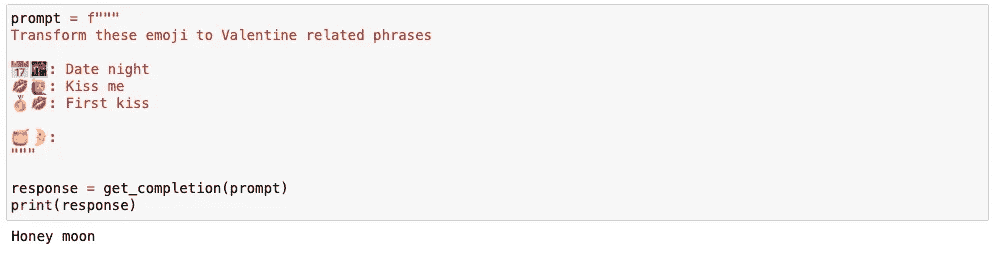 prompt = f"""
Transform these emoji to Valentine related phrases
📅🌃: Date night
💋🙋: Kiss me
🥇💋: First kiss
🍯🌛:
"""
response = get_completion(prompt)
print(response)
Honey moon